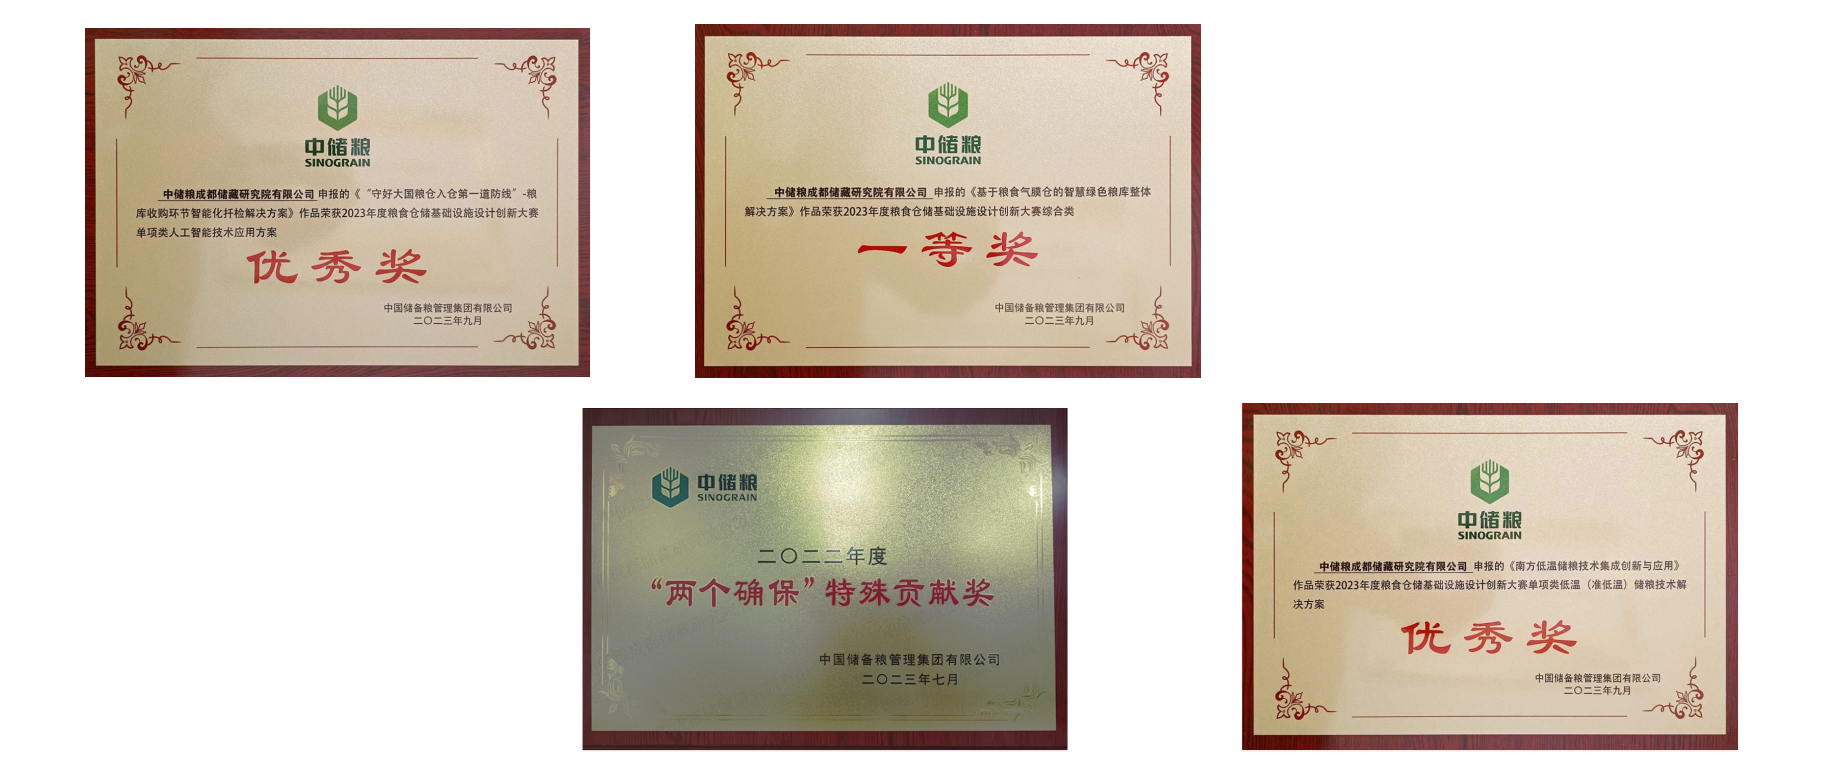 中储粮
SINOGRAIN
中储粮成都储藏研究院有限公司 申报的《“守好大国粮仓入仓第一道防线”-粮
库收购环节智能化扦检解决方案》作品荣获2023年度粮食仓储基础设施设计创新大赛
单项类人工智能技术应用方案
优秀奖
中国储备粮管理集团有限公司
二〇二三年九月
中储粮
SINOGRAIN
中储粮成都储藏研究院有限公司 申报的《基于粮食气膜仓的智慧绿色粮库整体
解决方案》作品荣获2023年度粮食仓储基础设施设计创新大赛综合类
一等奖
中国储备粮管理集团有限公司
二〇二三年九月
中储粮
SINOGRAIN
二〇二二年度
“两个确保”特殊贡献奖
中国储备粮管理集团有限公司
二〇二三年七月
中储粮
SINOGRAIN
中储粮成都储藏研究院有限公司 申报的《南方低温储粮技术集成创新与应用》
作品荣获2023年度粮食仓储基础设施设计创新大赛单项类低温（准低温）储粮技术解
决方案
优秀奖
中国储备粮管理集团有限公司
二〇二三年九月